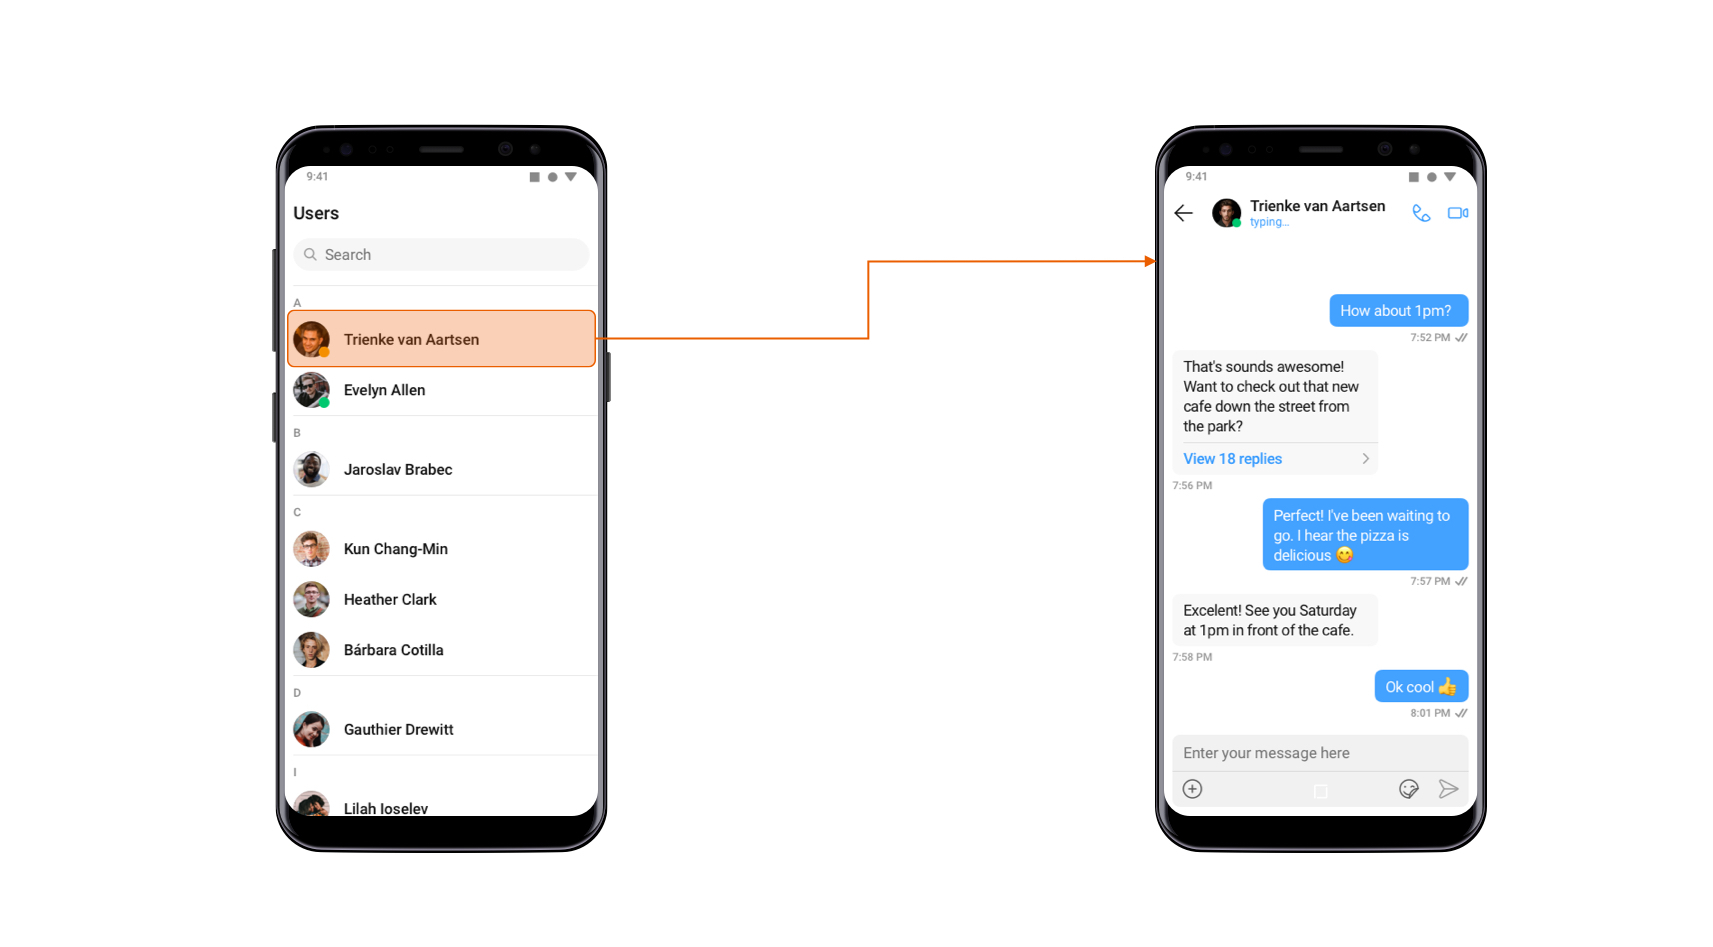 9:41
Users
Search
A
Trienke van Aartsen
Evelyn Allen
B
Jaroslav Brabec
C
Kun Chang-Min
Heather Clark
Bárbara Cotilla
D
Gauthier Drewitt
I
Lilah Ioselev
9:41
Trienke van Aartsen
typing...
How about 1pm?
7:52 PM
That's sounds awesome!
Want to check out that new
cafe down the street from
the park?
View 18 replies
7:56 PM
Perfect! I've been waiting to
go. I hear the pizza is
delicious 😋
7:57 PM
Excelent! See you Saturday
at 1pm in front of the cafe.
7:58 PM
Ok cool 👍
8:01 PM
Enter your message here